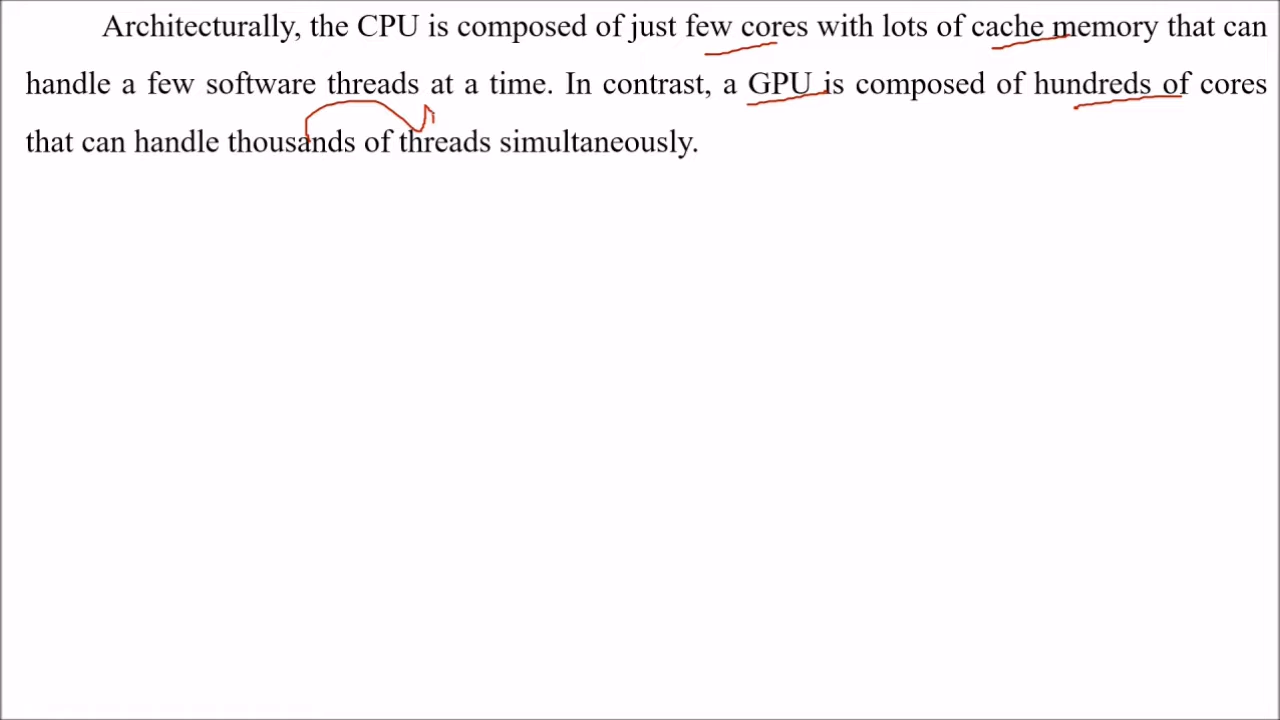 Architecturally, the CPU is composed of just few cores with lots of cache memory that can
handle a few software threads at a time. In contrast, a GPU is composed of hundreds of cores
that can handle thousands of threads simultaneously.